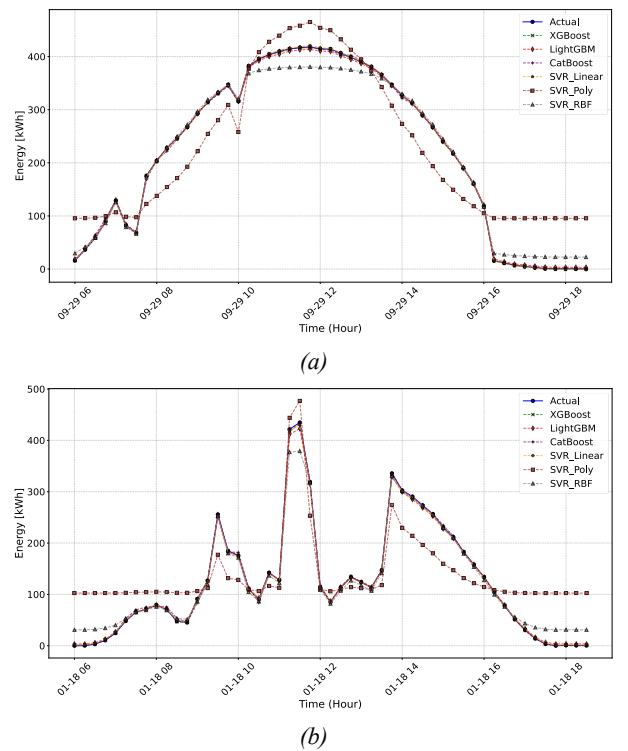 400
300
200
100
0
Energy [kWh]
Actual
XGBoost
LightGBM
CatBoost
SVR_Linear
SVR_Poly
SVR_RBF
09-29 06
09-29 08
09-29 10
09-29 12
09-29 14
09-29 16
09-29 18
Time (Hour)
(a)
500
400
300
200
100
0
Energy [kWh]
Actual
XGBoost
LightGBM
CatBoost
SVR_Linear
SVR_Poly
SVR_RBF
01-18 06
01-18 08
01-18 10
01-18 12
01-18 14
01-18 16
01-18 18
Time (Hour)
(b)